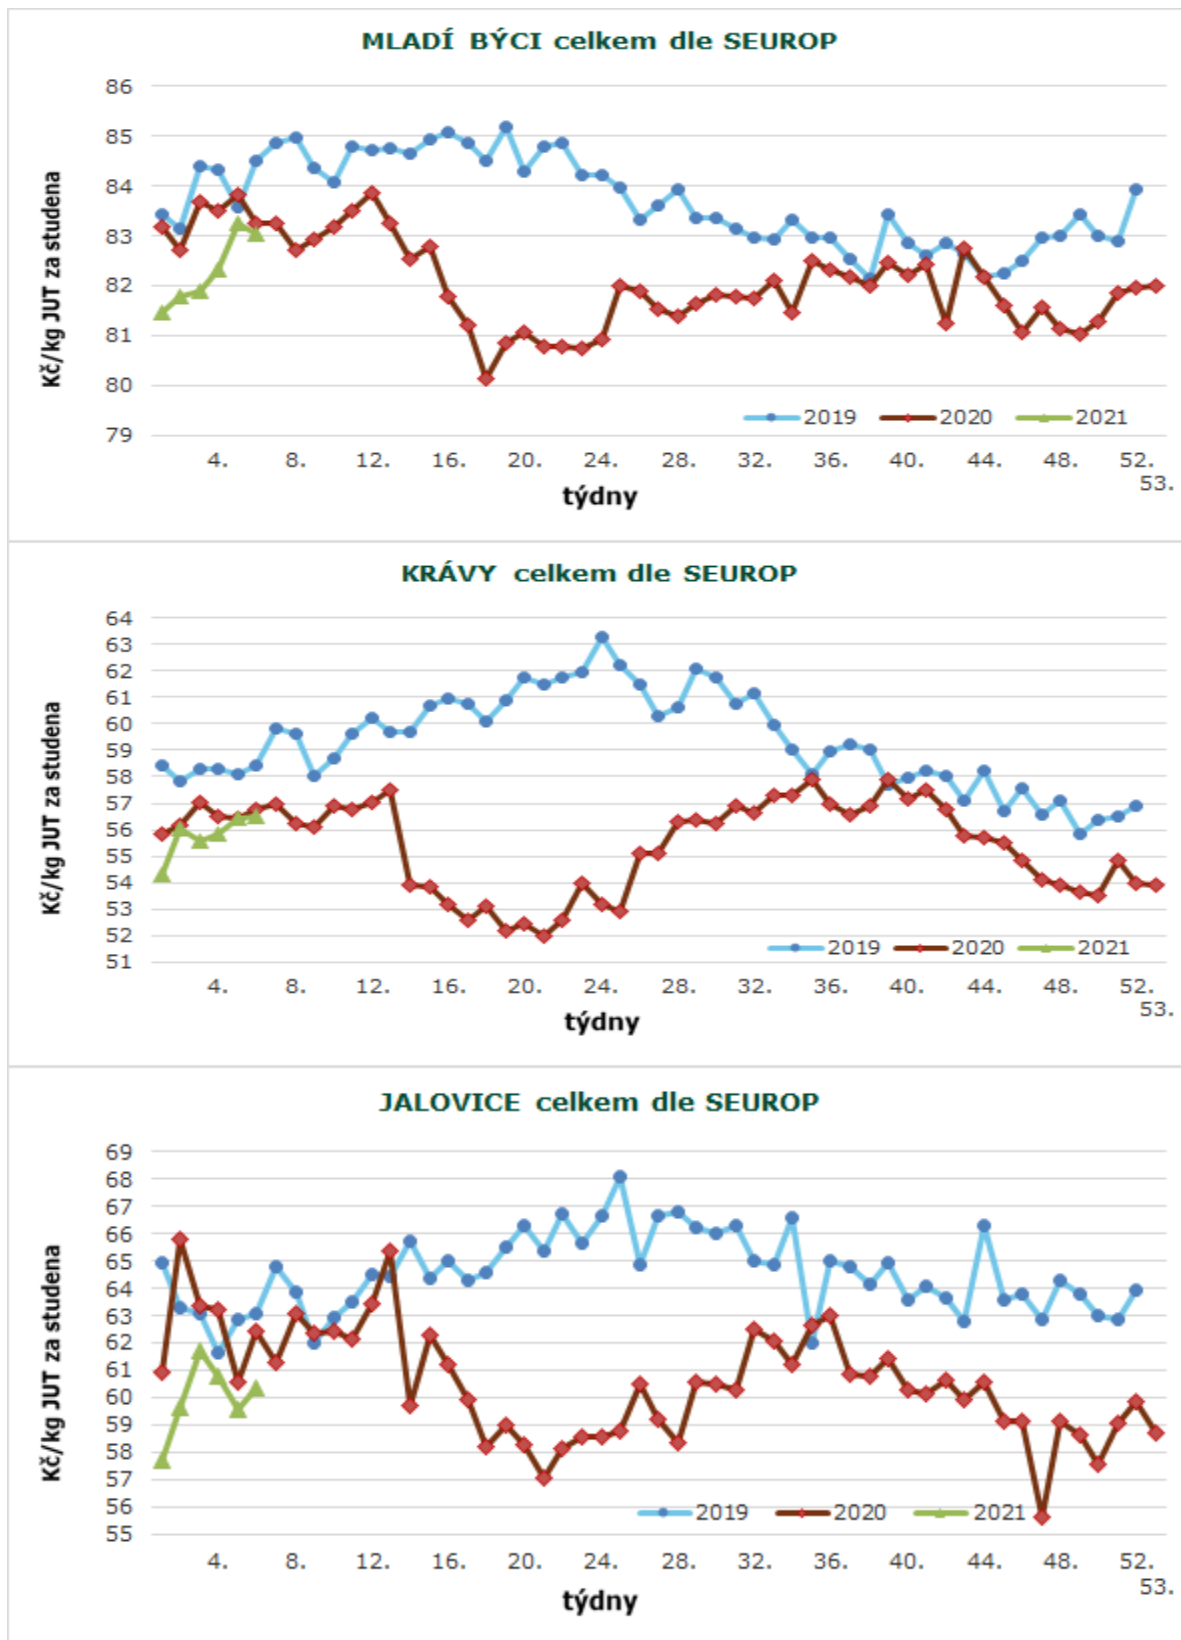 MLADÍ BÝCI celkem dle SEUROP
Kč/kg JUT za studena
86
85
84
83
82
81
80
79
2019 2020 2021
4. 8. 12. 16. 20. 24. 28. 32. 36. 40. 44. 48. 52.
53.
týdny
KRÁVY celkem dle SEUROP
Kč/kg JUT za studena
64
63
62
61
60
59
58
57
56
55
54
53
52
51
2019 2020 2021
4. 8. 12. 16. 20. 24. 28. 32. 36. 40. 44. 48. 52.
53.
týdny
JALOVICE celkem dle SEUROP
Kč/kg JUT za studena
69
68
67
66
65
64
63
62
61
60
59
58
57
56
55
2019 2020 2021
4. 8. 12. 16. 20. 24. 28. 32. 36. 40. 44. 48. 52.
53.
týdny